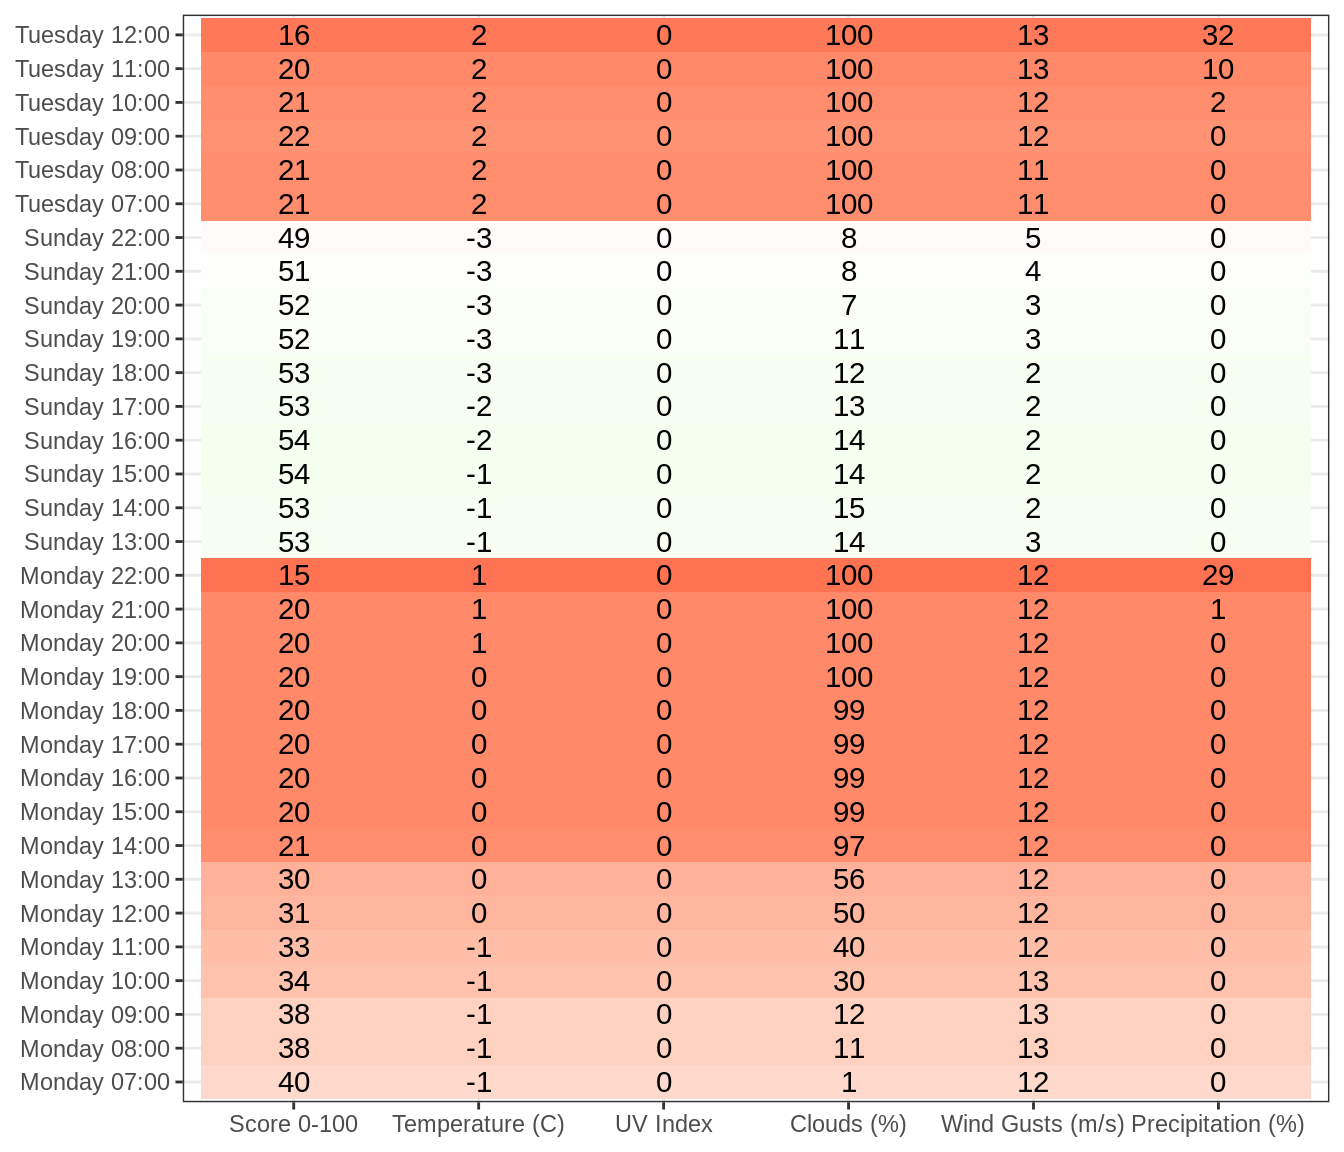 Tuesday 12:00 16 2 0 100 13 32
Tuesday 11:00 20 2 0 100 13 10
Tuesday 10:00 21 2 0 100 12 2
Tuesday 09:00 22 2 0 100 12 0
Tuesday 08:00 21 2 0 100 11 0
Tuesday 07:00 21 2 0 100 11 0
Sunday 22:00 49 -3 0 8 5 0
Sunday 21:00 51 -3 0 8 4 0
Sunday 20:00 52 -3 0 7 3 0
Sunday 19:00 52 -3 0 11 3 0
Sunday 18:00 53 -3 0 12 2 0
Sunday 17:00 53 -2 0 13 2 0
Sunday 16:00 54 -2 0 14 2 0
Sunday 15:00 54 -1 0 14 2 0
Sunday 14:00 53 -1 0 15 2 0
Sunday 13:00 53 -1 0 14 3 0
Monday 22:00 15 1 0 100 12 29
Monday 21:00 20 1 0 100 12 1
Monday 20:00 20 1 0 100 12 0
Monday 19:00 20 0 0 100 12 0
Monday 18:00 20 0 0 99 12 0
Monday 17:00 20 0 0 99 12 0
Monday 16:00 20 0 0 99 12 0
Monday 15:00 20 0 0 99 12 0
Monday 14:00 21 0 0 97 12 0
Monday 13:00 30 0 0 56 12 0
Monday 12:00 31 0 0 50 12 0
Monday 11:00 33 -1 0 40 12 0
Monday 10:00 34 -1 0 30 13 0
Monday 09:00 38 -1 0 12 13 0
Monday 08:00 38 -1 0 11 13 0
Monday 07:00 40 -1 0 1 12 0
Score 0-100 Temperature (C) UV Index Clouds (%) Wind Gusts (m/s) Precipitation (%)